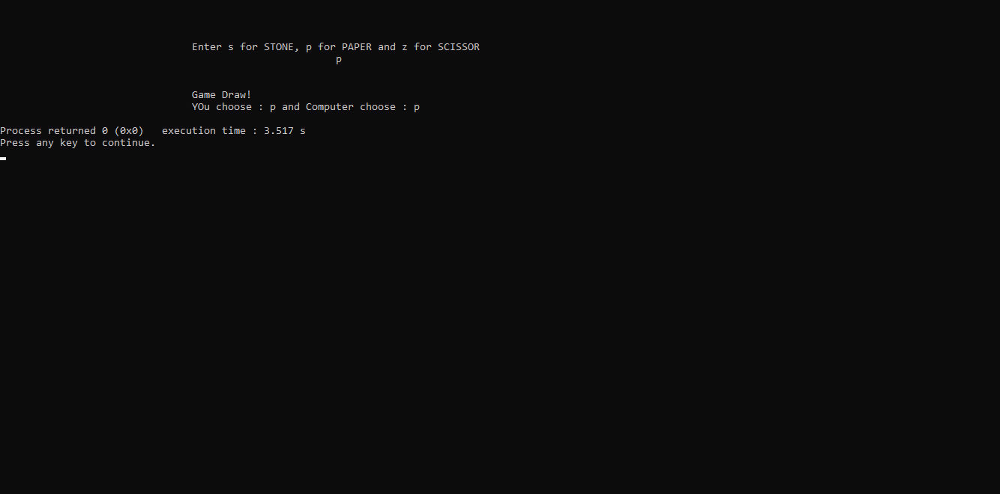 Enter s for STONE, p for PAPER and z for SCISSOR
p
Game Draw!
YOu choose : p and Computer choose : p
Process returned 0 (0x0)   execution time : 3.517 s
Press any key to continue.